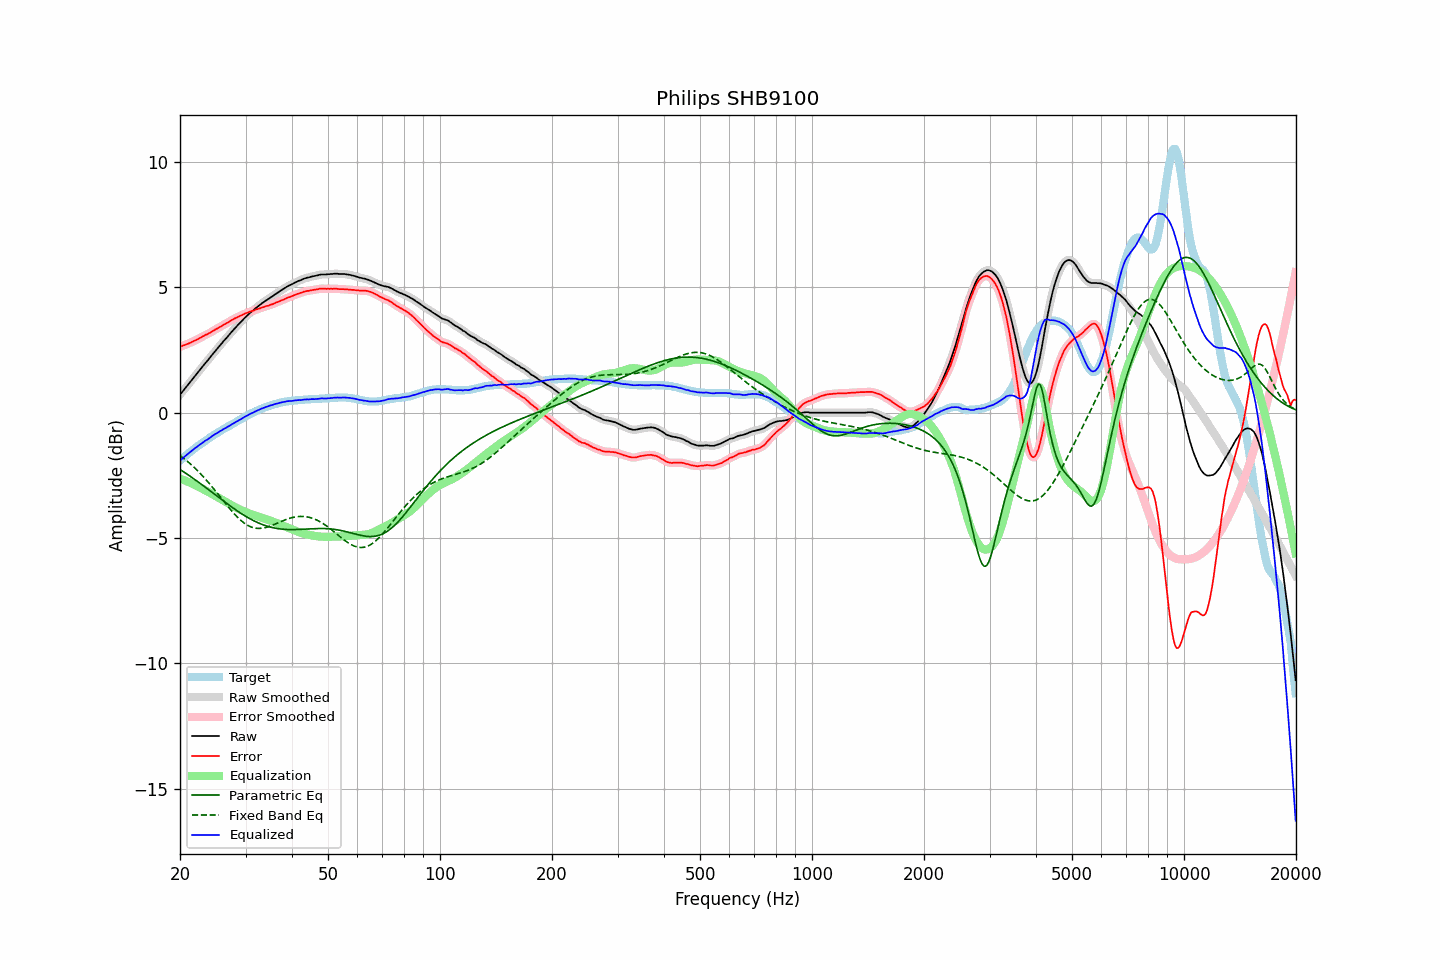 Philips SHB9100
Amplitude (dBr)
10
5
0
−5
−10
−15
Target
Raw Smoothed
Error Smoothed
Raw
Error
Equalization
Parametric Eq
Fixed Band Eq
Equalized
20 50 100 200 500 1000 2000 5000 10000 20000
Frequency (Hz)